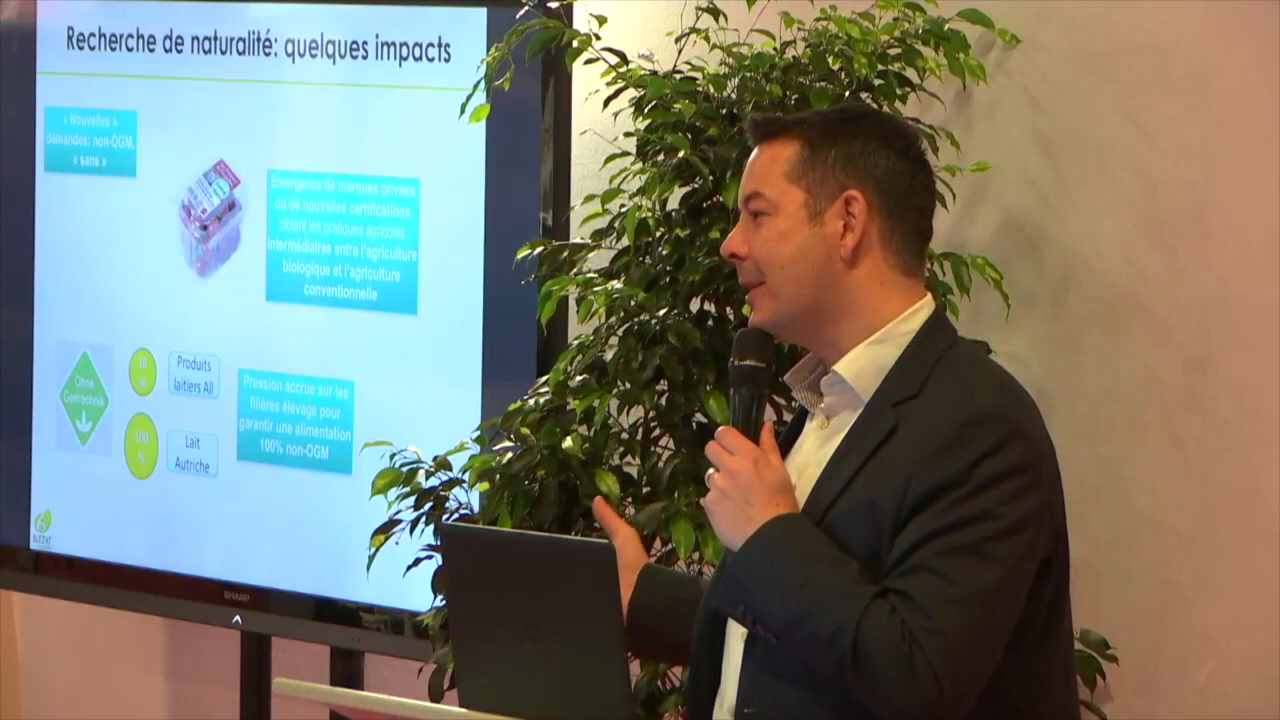 Recherche de naturalité: quelques impacts
« Nouvelles »
demandes: non-OGM,
« sans »
Emergence de marques privées
ou de nouvelles certifications
ciblant les pratiques agricoles
intermédiaires entre l'agriculture
biologique et l'agriculture
conventionnelle
Ohne
Gentechnik
Produits
laitiers All
100
%
Lait
Autriche
Pression accrue sur les
filières élevage pour
garantir une alimentation
100% non-OGM
BLEZAT
SHARP